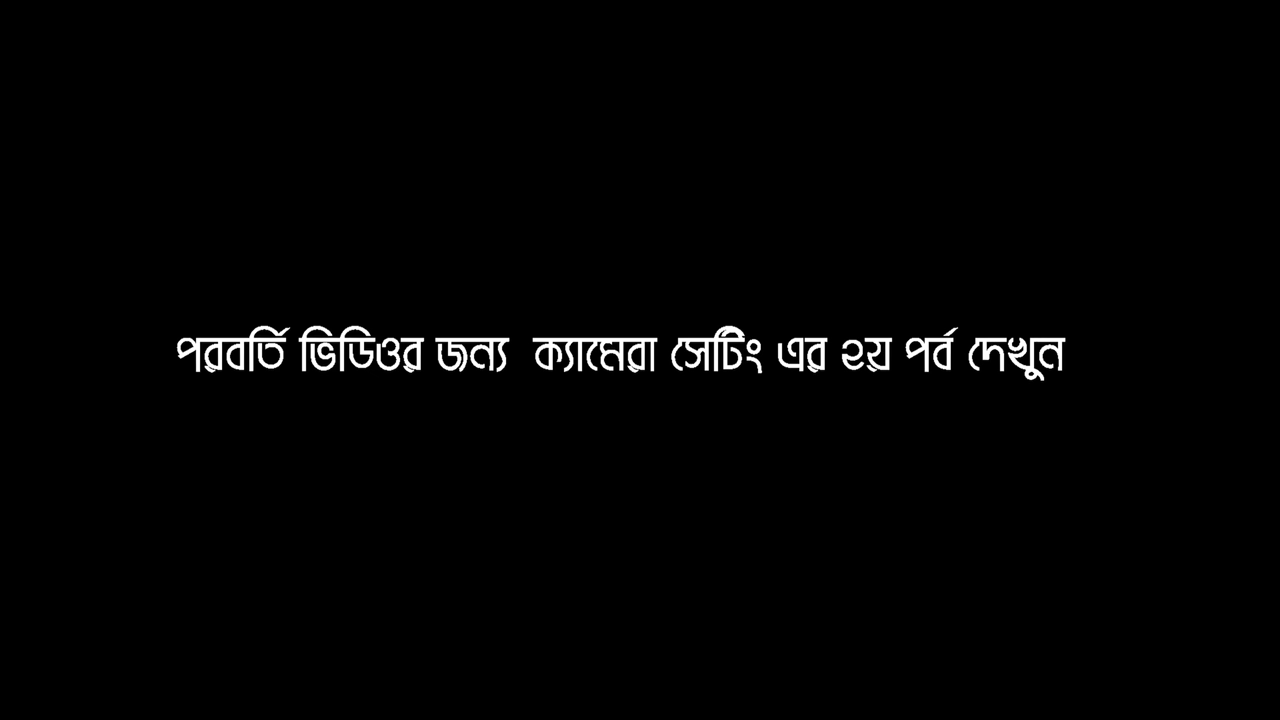 পরবর্তি ভিডিওর জন্য ক্যামেরা সেটিং এর ২য় পর্ব দেখুন